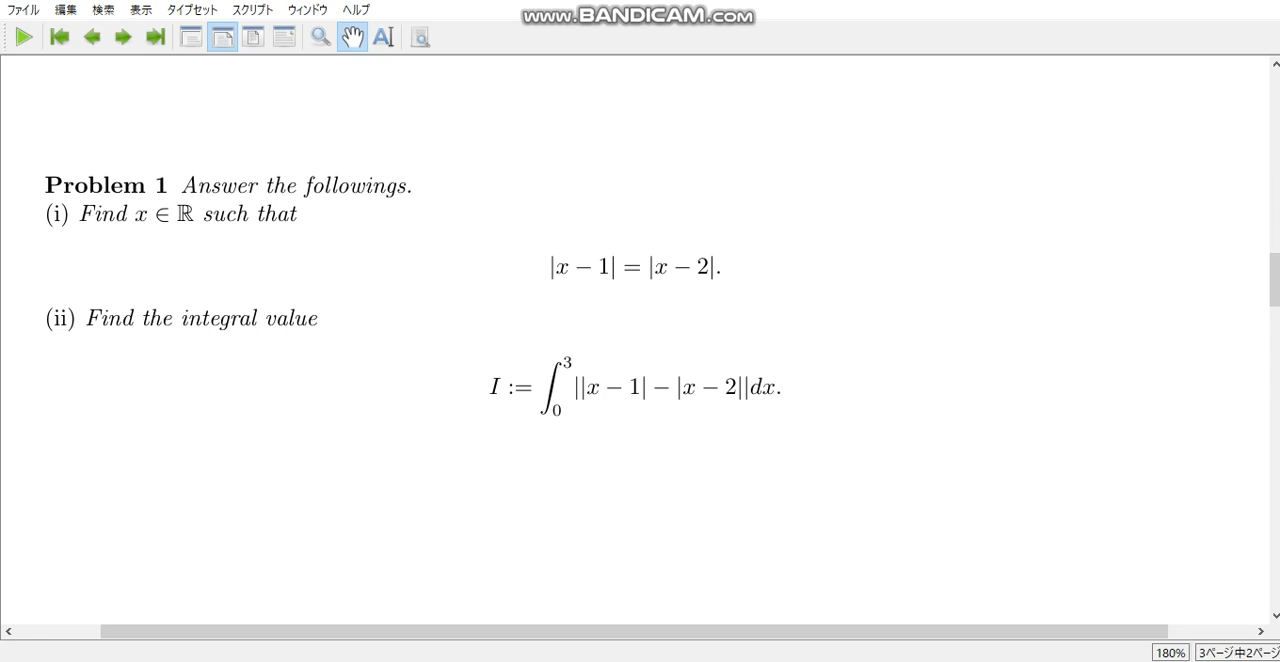 ファイル 編集 検索 表示 タイプセット スクリプト ウィンドウ ヘルプ
www.BANDICAM.COM
Problem 1 Answer the followings.
(i) Find x ∈ ℝ such that
|x − 1| = |x − 2|.
(ii) Find the integral value
I := ∫₀³ ||x − 1| − |x − 2||dx.
180% 3ページ中2ページ